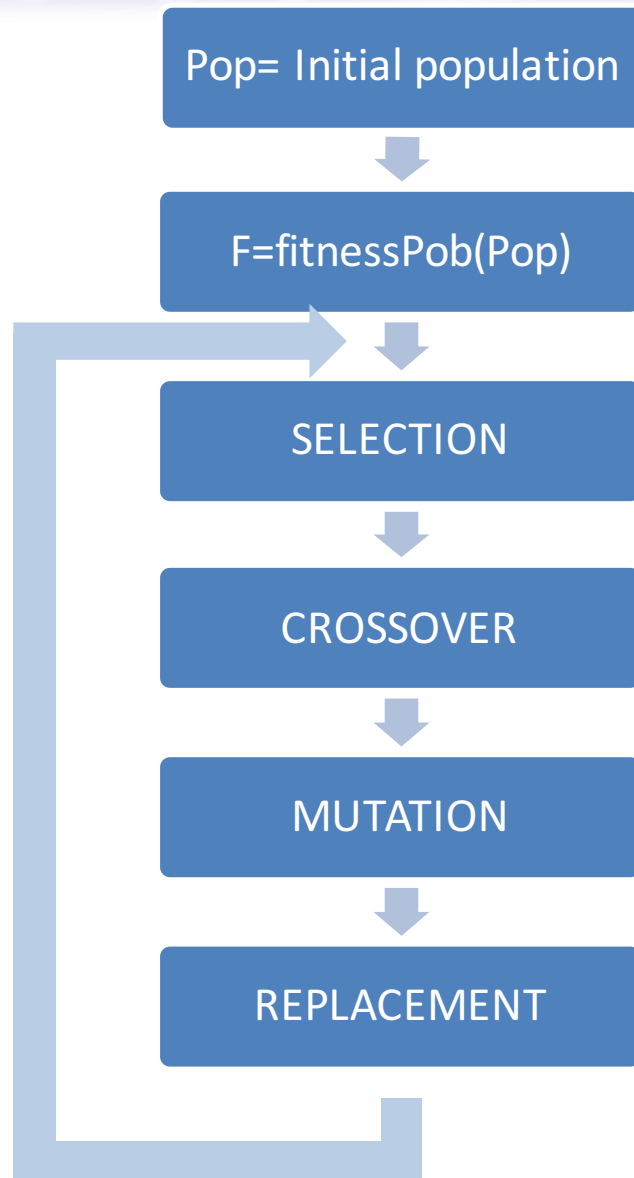 Pop= Initial population
F=fitnessPob(Pop)
SELECTION
CROSSOVER
MUTATION
REPLACEMENT